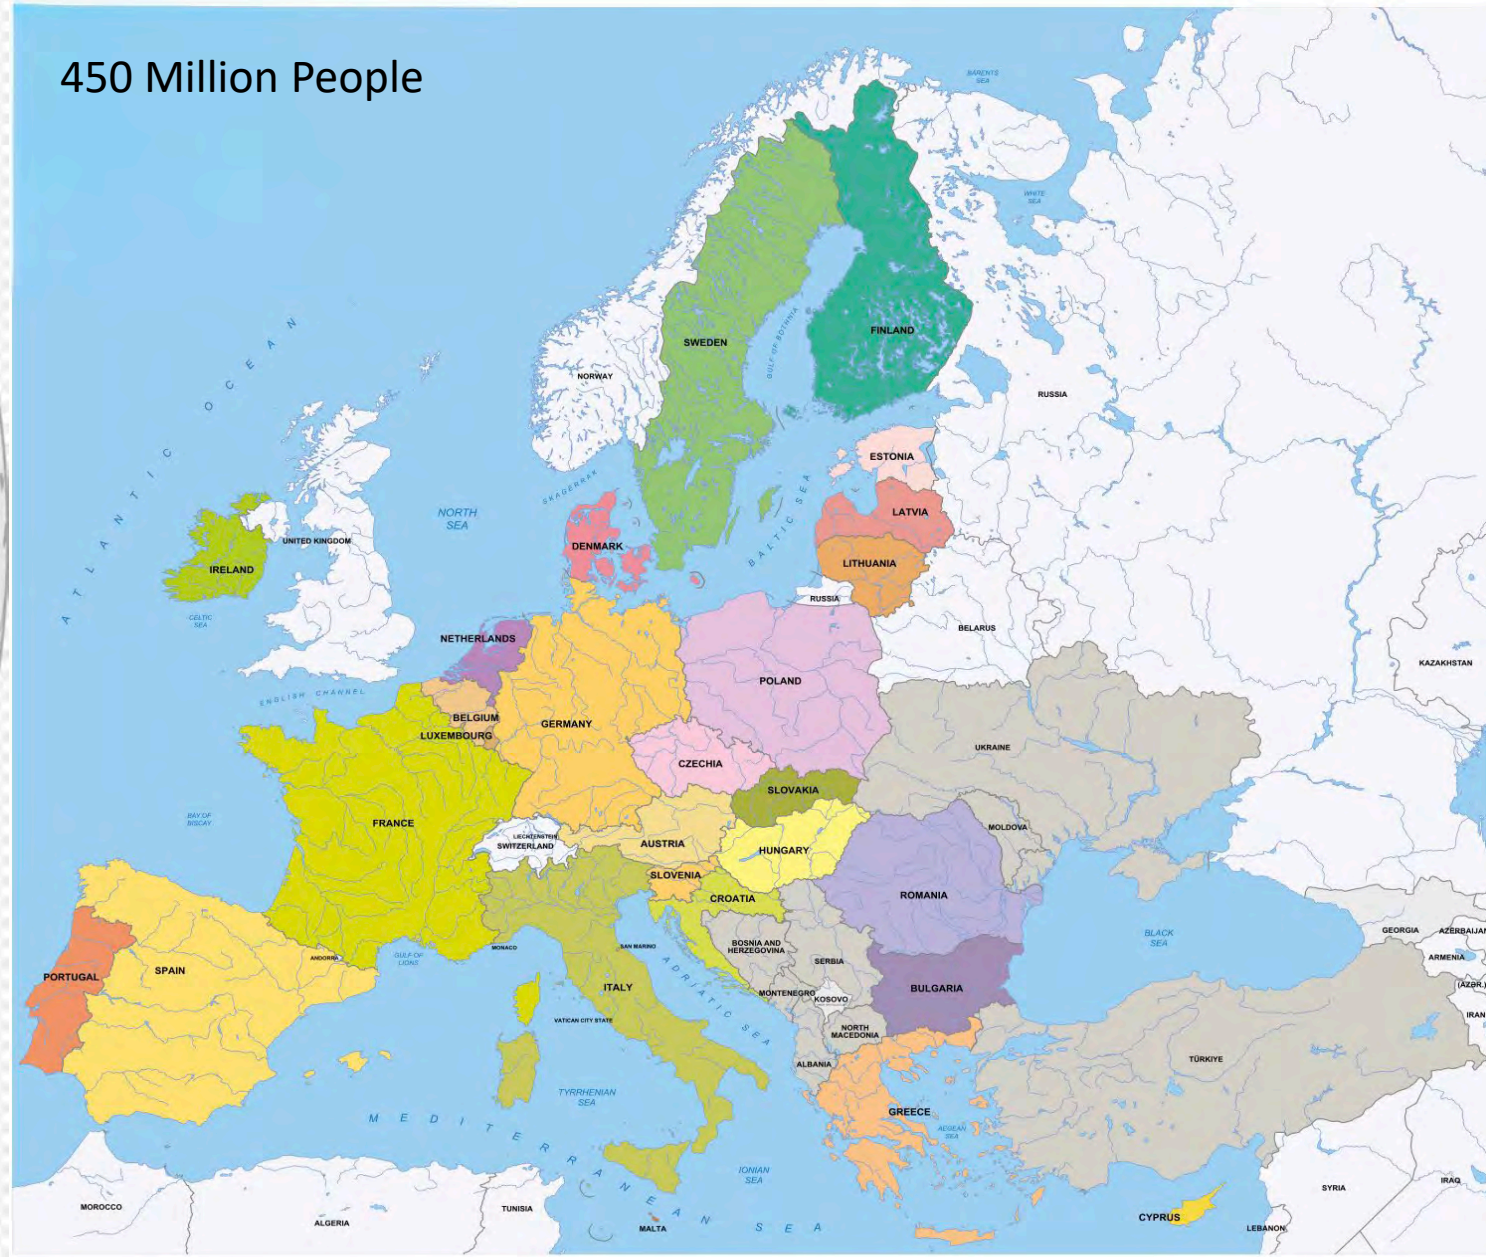 450 Million People
BARENTS
SEA
WHITE
SEA
ATLANTIC OCEAN
SWEDEN
FINLAND
GULF OF BOTHNIA
NORWAY
RUSSIA
ESTONIA
SKAGERRAK
BALTIC SEA
NORTH
SEA
LATVIA
UNITED KINGDOM
DENMARK
IRELAND
LITHUANIA
RUSSIA
CELTIC
SEA
BELARUS
NETHERLANDS
KAZAKHSTAN
POLAND
ENGLISH CHANNEL
BELGIUM
GERMANY
LUXEMBOURG
UKRAINE
CZECHIA
SLOVAKIA
BAY OF
BISCAY
FRANCE
MOLDOVA
LIECHTENSTEIN
SWITZERLAND
AUSTRIA
HUNGARY
SLOVENIA
CROATIA
ROMANIA
GEORGIA
AZERBAIJAN
BLACK
SEA
MONACO
SAN MARINO
BOSNIA AND
HERZEGOVINA
ANDORRA
GULF OF
LIONS
ARMENIA
SERBIA
SPAIN
PORTUGAL
ADRIATIC SEA
ITALY
BULGARIA
(AZER.)
MONTENEGRO
KOSOVO
IRAN
VATICAN CITY STATE
NORTH
MACEDONIA
TÜRKIYE
ALBANIA
TYRRHENIAN
SEA
GREECE
MEDITERRANEAN SEA
AEGEAN
SEA
IONIAN
SEA
SYRIA
IRAQ
MOROCCO
TUNISIA
ALGERIA
MALTA
CYPRUS
LEBANON